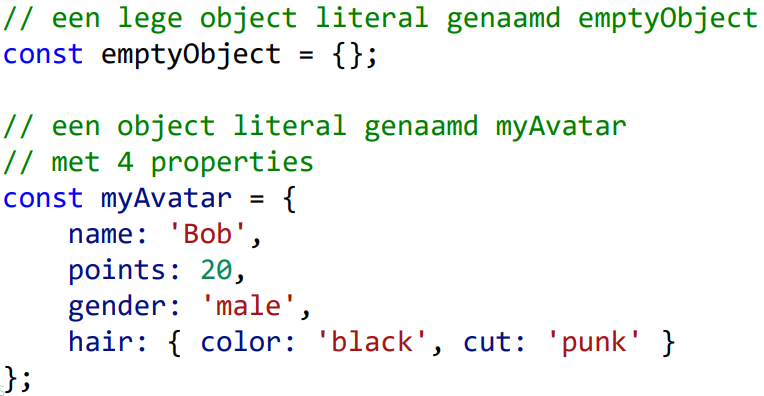 // een lege object literal genaamd emptyObject
const emptyObject = {};
// een object literal genaamd myAvatar
// met 4 properties
const myAvatar = {
name: 'Bob',
points: 20,
gender: 'male',
hair: { color: 'black', cut: 'punk' }
};